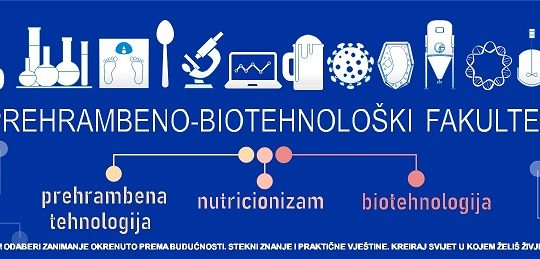 PREHRAMBENO-BIOTEHNOLOŠKI FAKULTE
prehrambena
tehnologija
nutricionizam
biotehnologija
M ODABERI ZANIMANJE OKRENUTO PREMA BUDUĆNOSTI. STEKNI ZNANJE I PRAKTIČNE VJEŠTINE. KREIRAJ SVIJET U KOJEM ŽELIŠ ŽIVJE